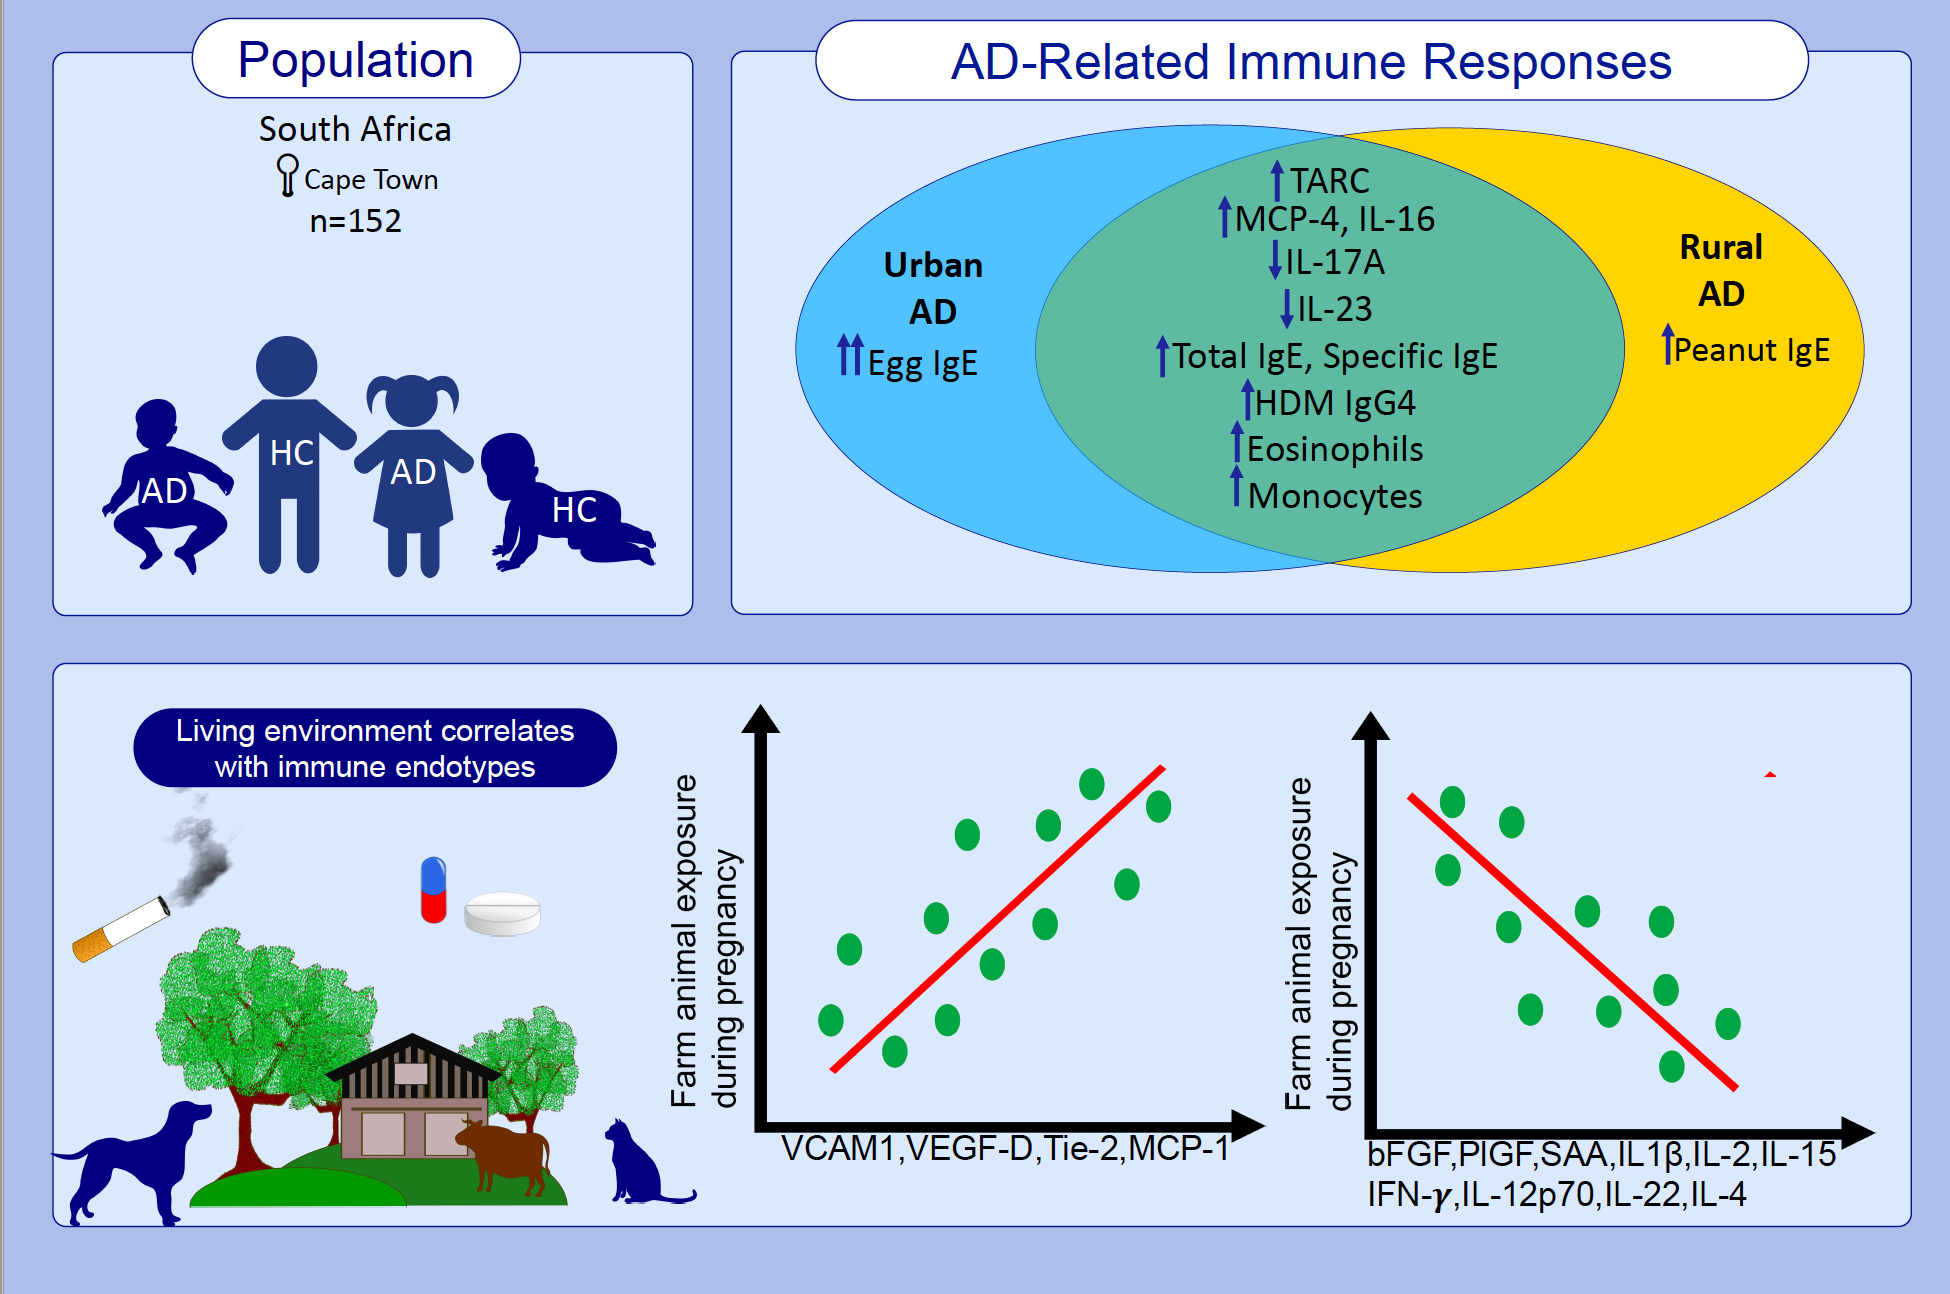 Population
South Africa
Cape Town
n=152
AD
HC
AD
HC
AD-Related Immune Responses
Urban
AD
Egg IgE
TARC
MCP-4, IL-16
IL-17A
IL-23
Total IgE, Specific IgE
HDM IgG4
Eosinophils
Monocytes
Rural
AD
Peanut IgE
Living environment correlates
with immune endotypes
Farm animal exposure
during pregnancy
VCAM1,VEGF-D,Tie-2,MCP-1
Farm animal exposure
during pregnancy
bFGF,PlGF,SAA,IL1β,IL-2,IL-15
IFN-γ,IL-12p70,IL-22,IL-4